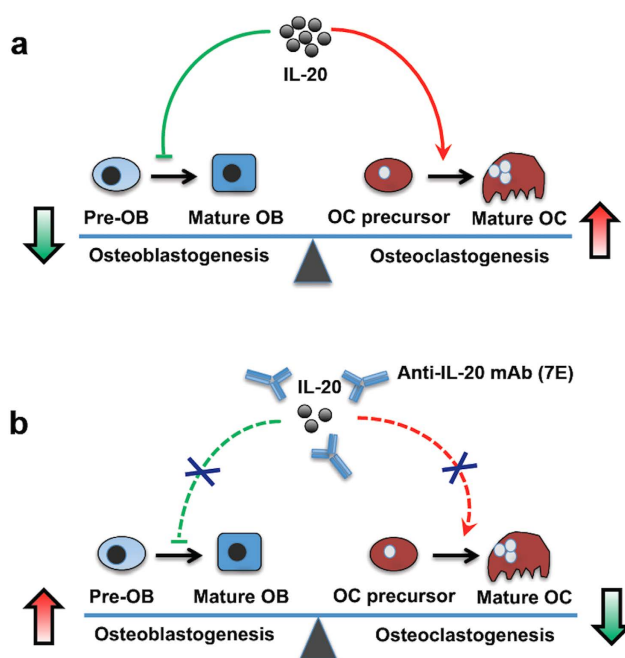 a
IL-20
Pre-OB Mature OB OC precursor Mature OC
Osteoblastogenesis Osteoclastogenesis
b
IL-20 Anti-IL-20 mAb (7E)
Pre-OB Mature OB OC precursor Mature OC
Osteoblastogenesis Osteoclastogenesis